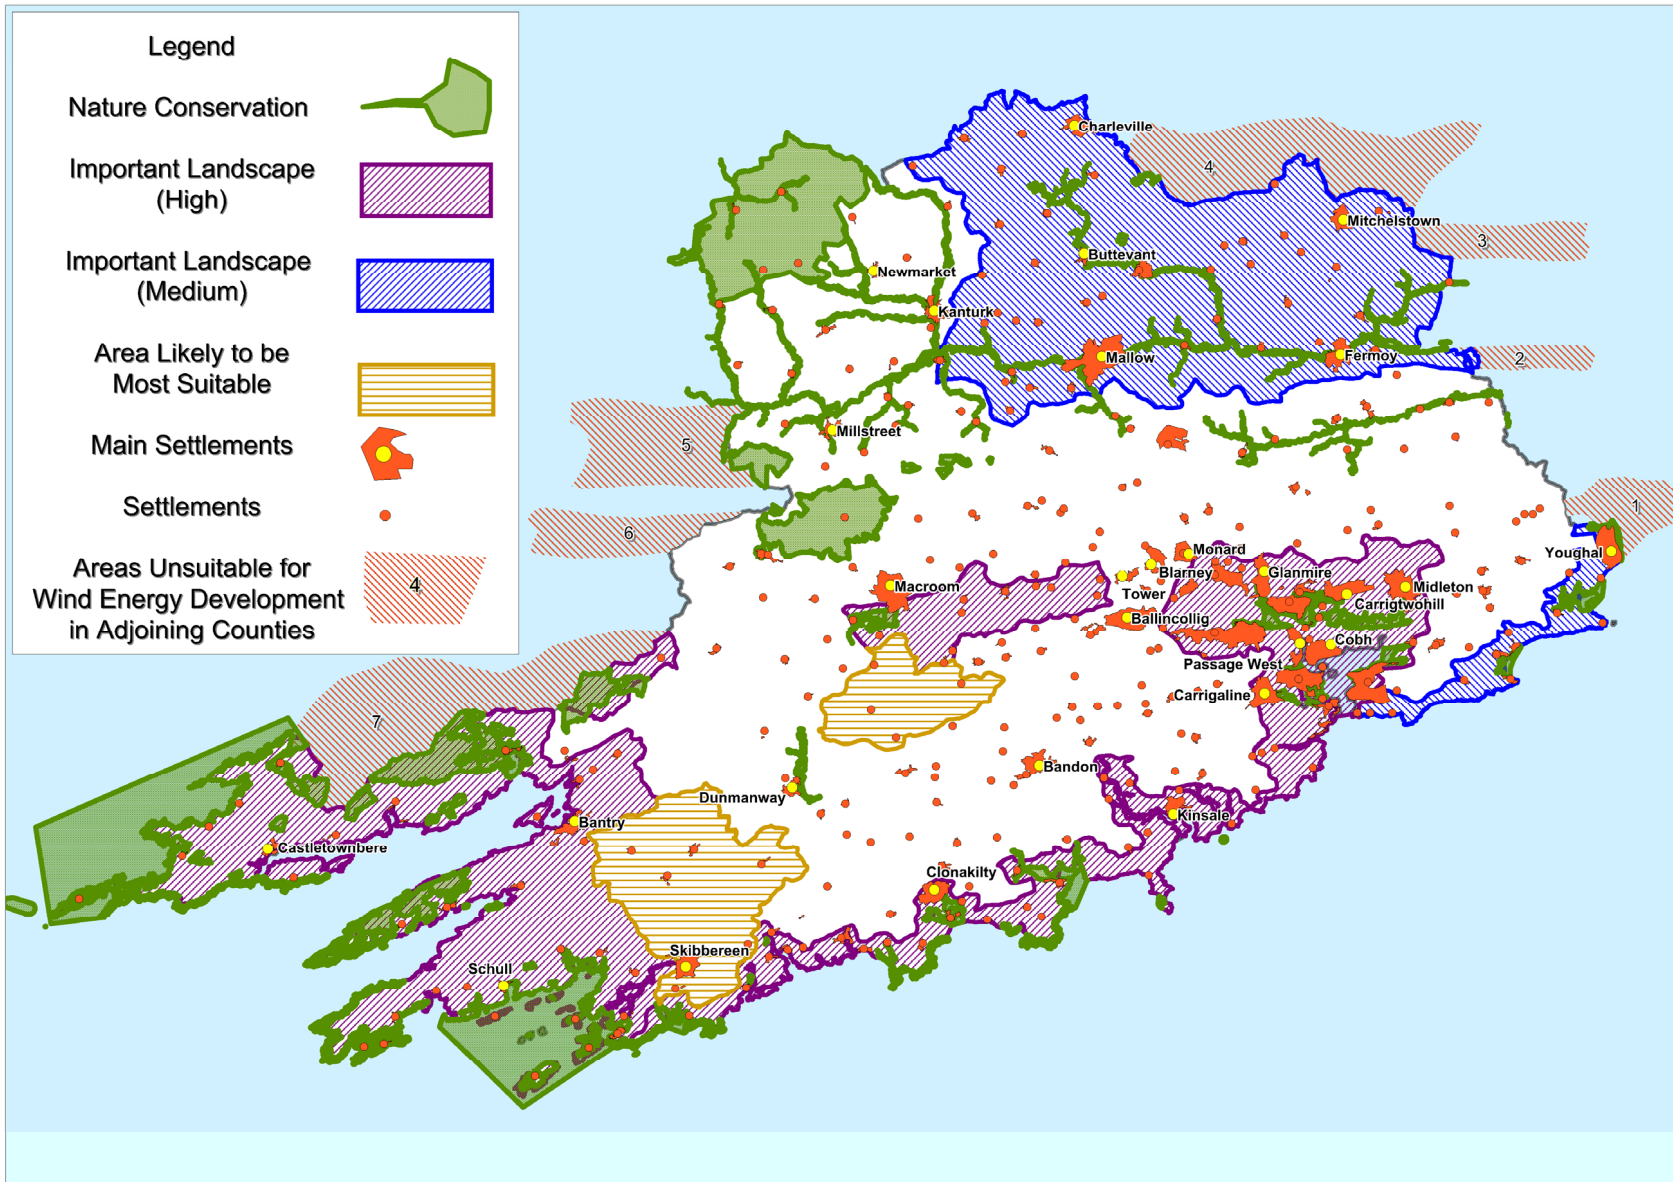 Legend
Nature Conservation
Important Landscape
(High)
Important Landscape
(Medium)
Area Likely to be
Most Suitable
Main Settlements
Settlements
Areas Unsuitable for
Wind Energy Development
in Adjoining Counties
4
Charleville
4
Mitchelstown
3
Buttevant
Newmarket
Kanturk
Mallow
Fermoy
2
Millstreet
5
6
1
Youghal
Monard
Blarney
Glanmire
Tower
Macroom
Midleton
Carrigtwohill
Ballincollig
Cobh
Passage West
Carrigaline
7
Bandon
Dunmanway
Kinsale
Bantry
Castletownbere
Clonakilty
Skibbereen
Schull